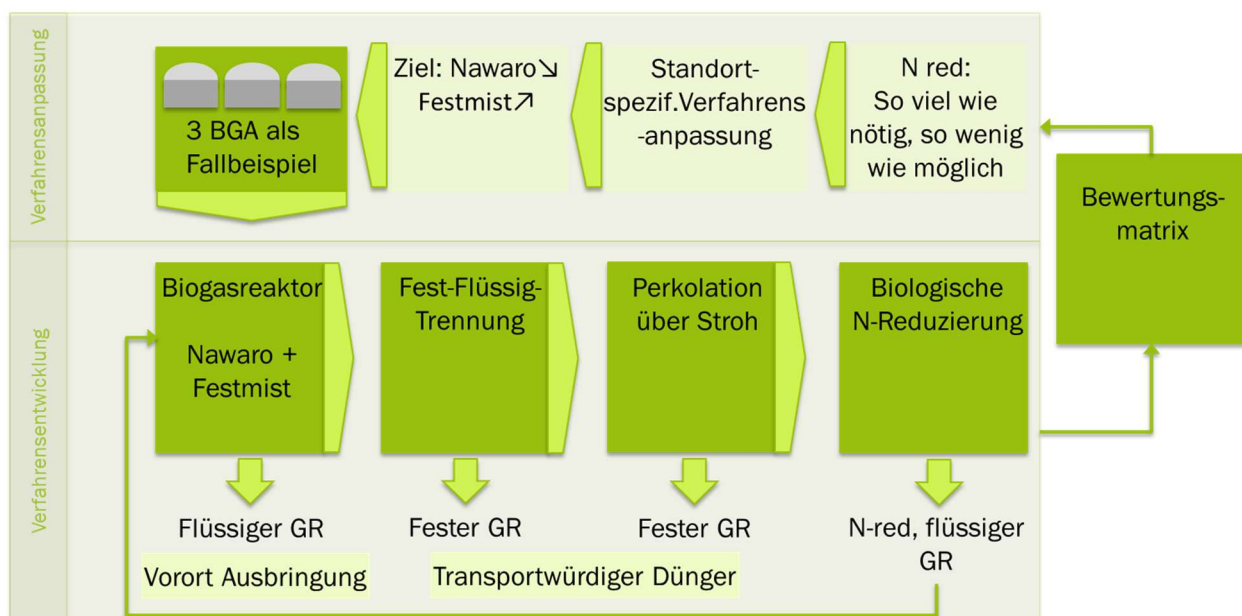 Verfahrensanpassung
3 BGA als
Fallbeispiel
Ziel: Nawaro↘
Festmist↗
Standort-
spezif.Verfahrens
-anpassung
N red:
So viel wie
nötig, so wenig
wie möglich
Bewertungs-
matrix
Verfahrensentwicklung
Biogasreaktor
Nawaro +
Festmist
Fest-Flüssig-
Trennung
Perkolation
über Stroh
Biologische
N-Reduzierung
Flüssiger GR
Fester GR
Fester GR
N-red, flüssiger
GR
Vorort Ausbringung
Transportwürdiger Dünger